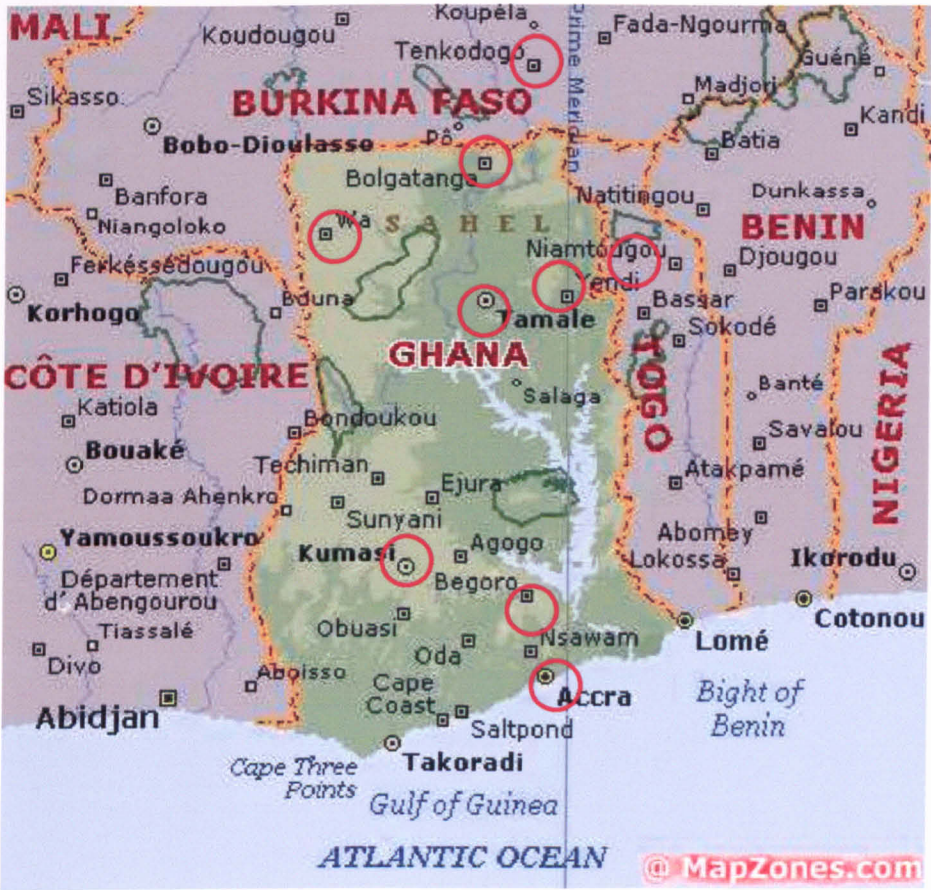 MALI
Koudougou
Koupéla
Tenkodogo
Prime Meridian
Fada-Ngourma
Guéné
Sikasso
BURKINA FASO
Madjori
Kandi
Bobo-Dioulasso
Pô
Batia
Bolgatanga
Banfora
Natitingou
Dunkassa
Niangoloko
Wa
SAHEL
BENIN
Niamtougou
Djougou
Ferkéssédougou
Yendi
Korhogo
Bouna
Tamale
Bassar
Parakou
Sokodé
GHANA
TOGO
CÔTE D'IVOIRE
Salaga
Banté
NIGERIA
Katiola
Bondoukou
Savalou
Bouaké
Techiman
Ejura
Atakpamé
Dormaa Ahenkro
Sunyani
Abomey
Yamoussoukro
Kumasi
Agogo
Lokossa
Ikorodu
Département
d' Abengourou
Begoro
Cotonou
Tiassalé
Obuasi
Nsawam
Lomé
Divo
Oda
Aboisso
Cape
Coast
Accra
Bight of
Benin
Abidjan
Saltpond
Takoradi
Cape Three
Points
Gulf of Guinea
ATLANTIC OCEAN
@ MapZones.com